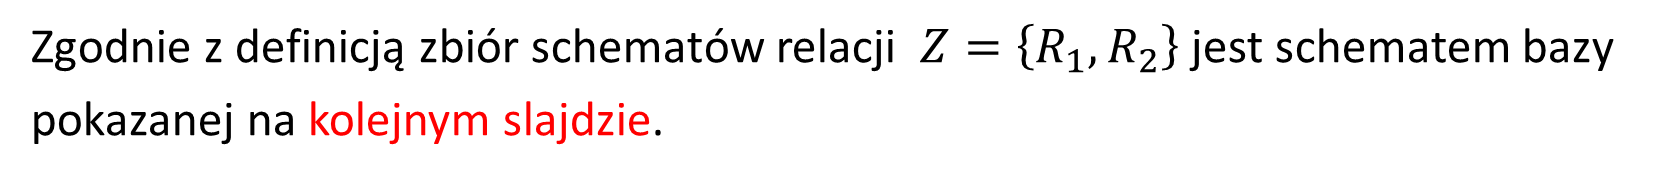 Zgodnie z definicją zbiór schematów relacji Z = {R₁, R₂} jest schematem bazy
pokazanej na kolejnym slajdzie.